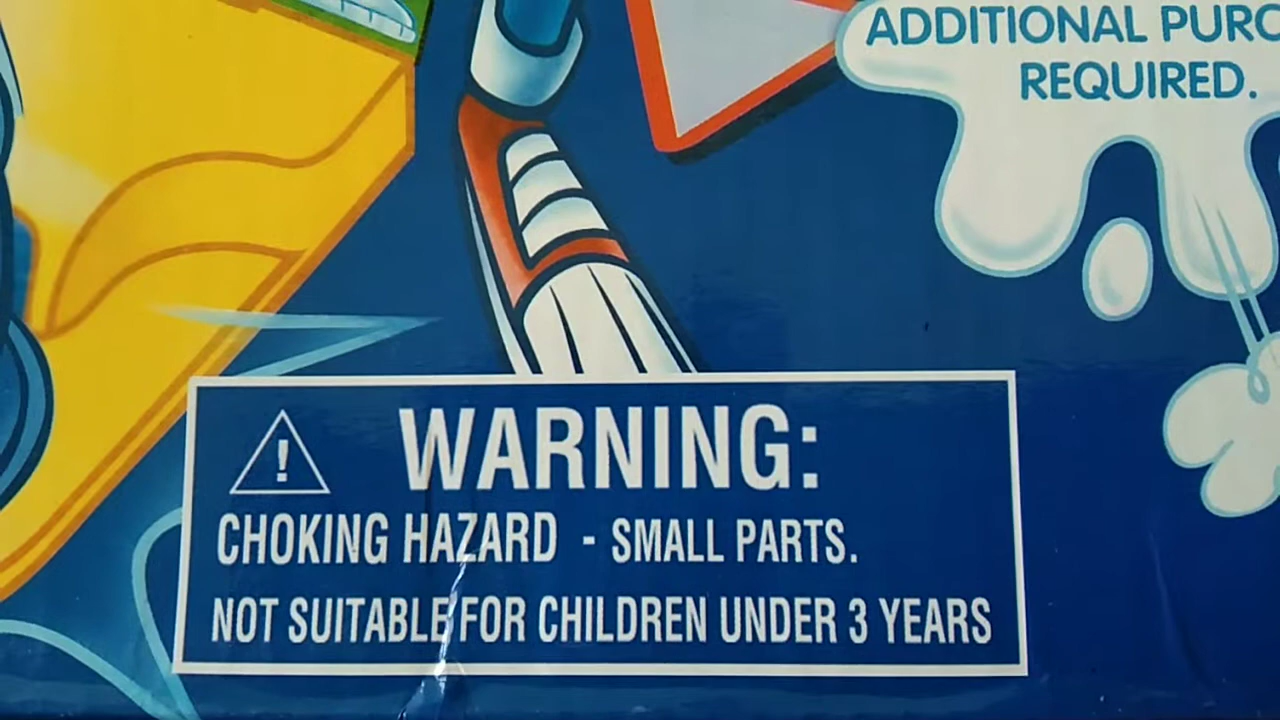 ADDITIONAL
REQUIRED.
WARNING:
CHOKING HAZARD - SMALL PARTS.
NOT SUITABLE FOR CHILDREN UNDER 3 YEARS